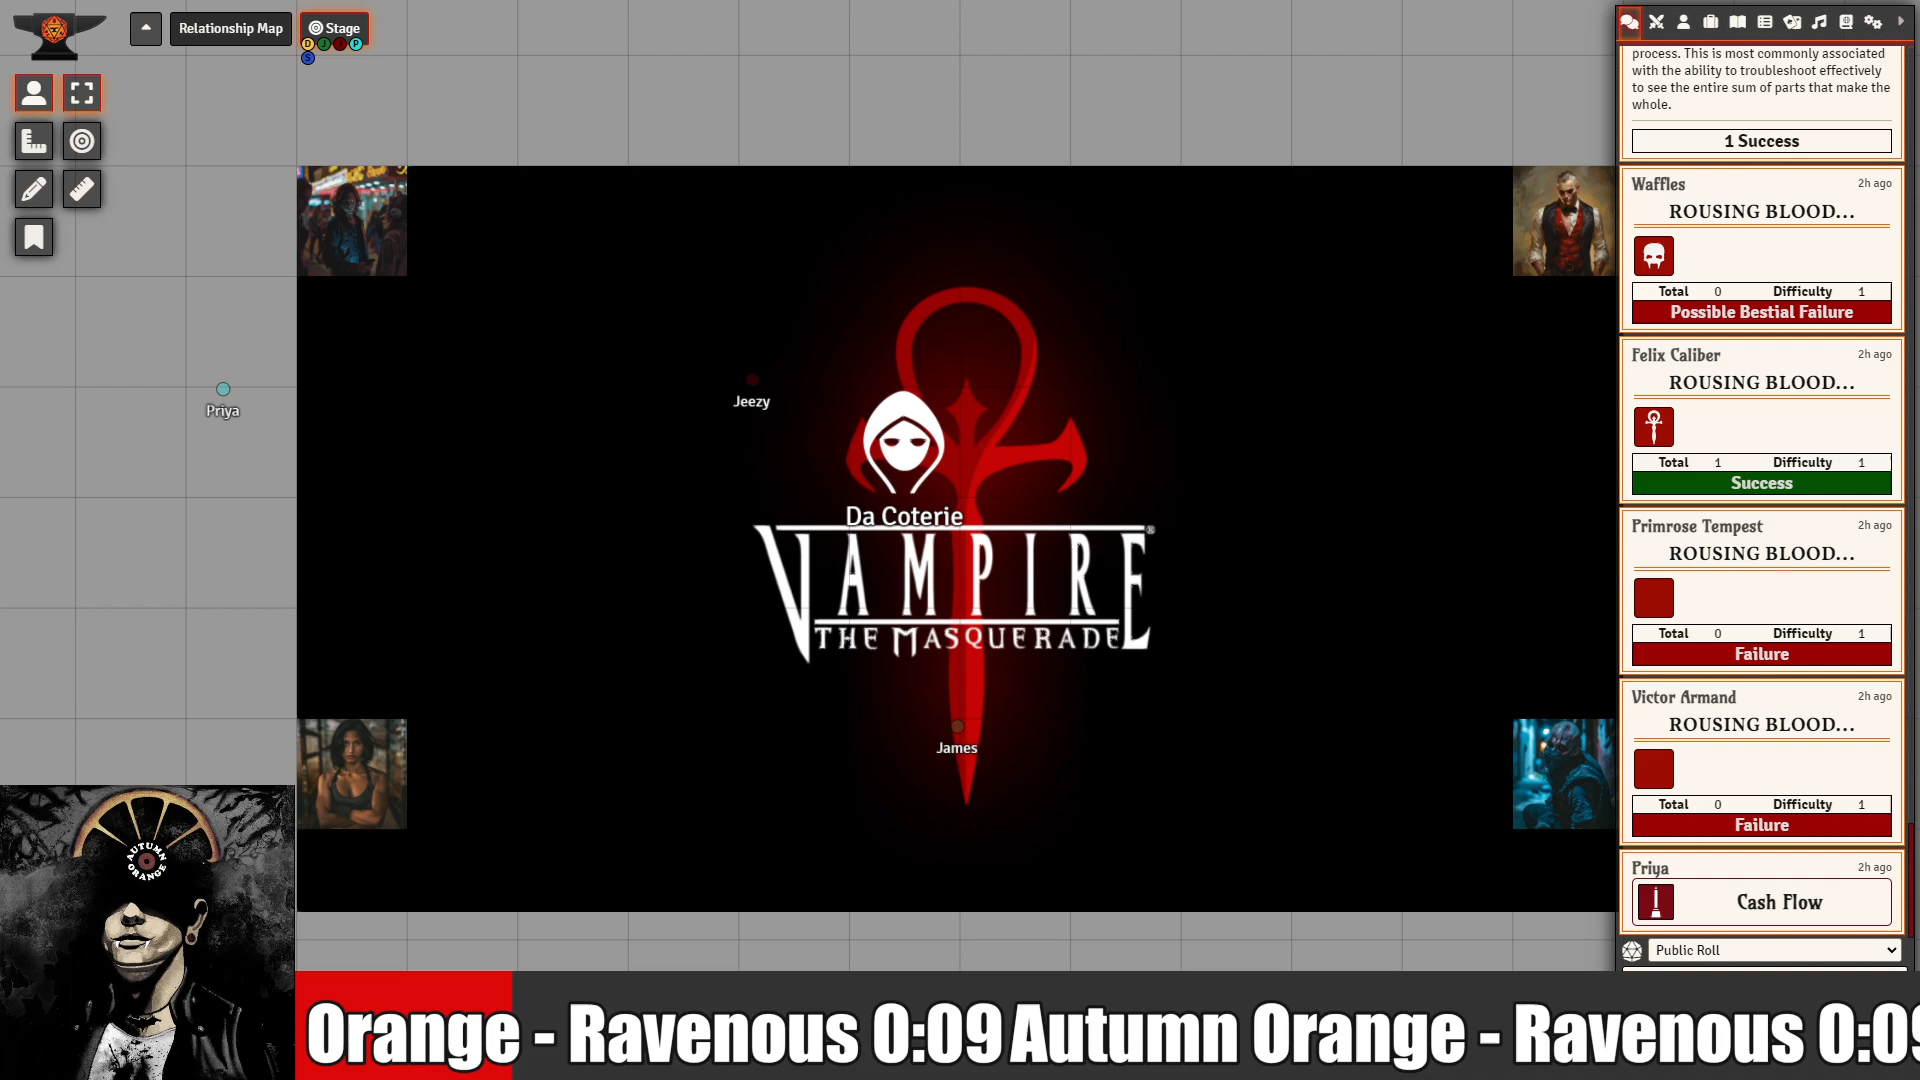 Relationship Map
Stage
D J J P
S
process. This is most commonly associated
with the ability to troubleshoot effectively
to see the entire sum of parts that make the
whole.
1 Success
Waffles 2h ago
ROUSING BLOOD...
Total 0 Difficulty 1
Possible Bestial Failure
Felix Caliber 2h ago
ROUSING BLOOD...
Total 1 Difficulty 1
Success
Primrose Tempest 2h ago
ROUSING BLOOD...
Total 0 Difficulty 1
Failure
Victor Armand 2h ago
ROUSING BLOOD...
Total 0 Difficulty 1
Failure
Priya 2h ago
Cash Flow
Public Roll
Priya
Jeezy
Da Coterie
VAMPIRE®
THE MASQUERADE
James
AUTUMN
ORANGE
Orange - Ravenous 0:09 Autumn Orange - Ravenous 0:09